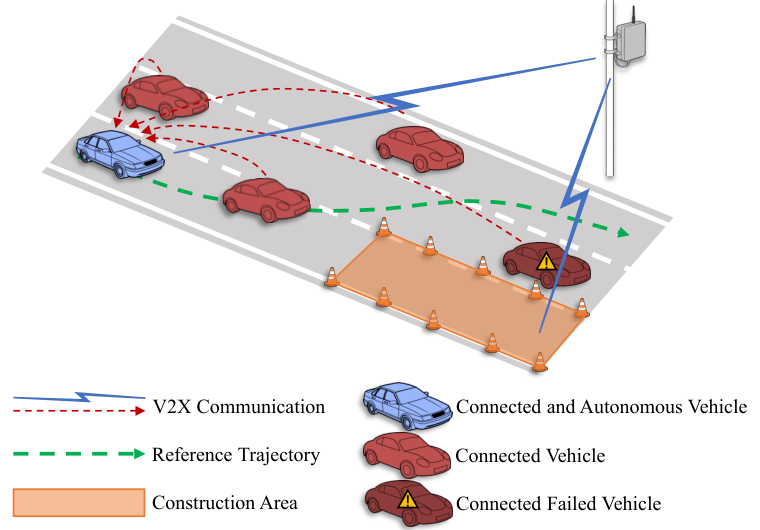 V2X Communication
Connected and Autonomous Vehicle
Reference Trajectory
Connected Vehicle
Construction Area
Connected Failed Vehicle